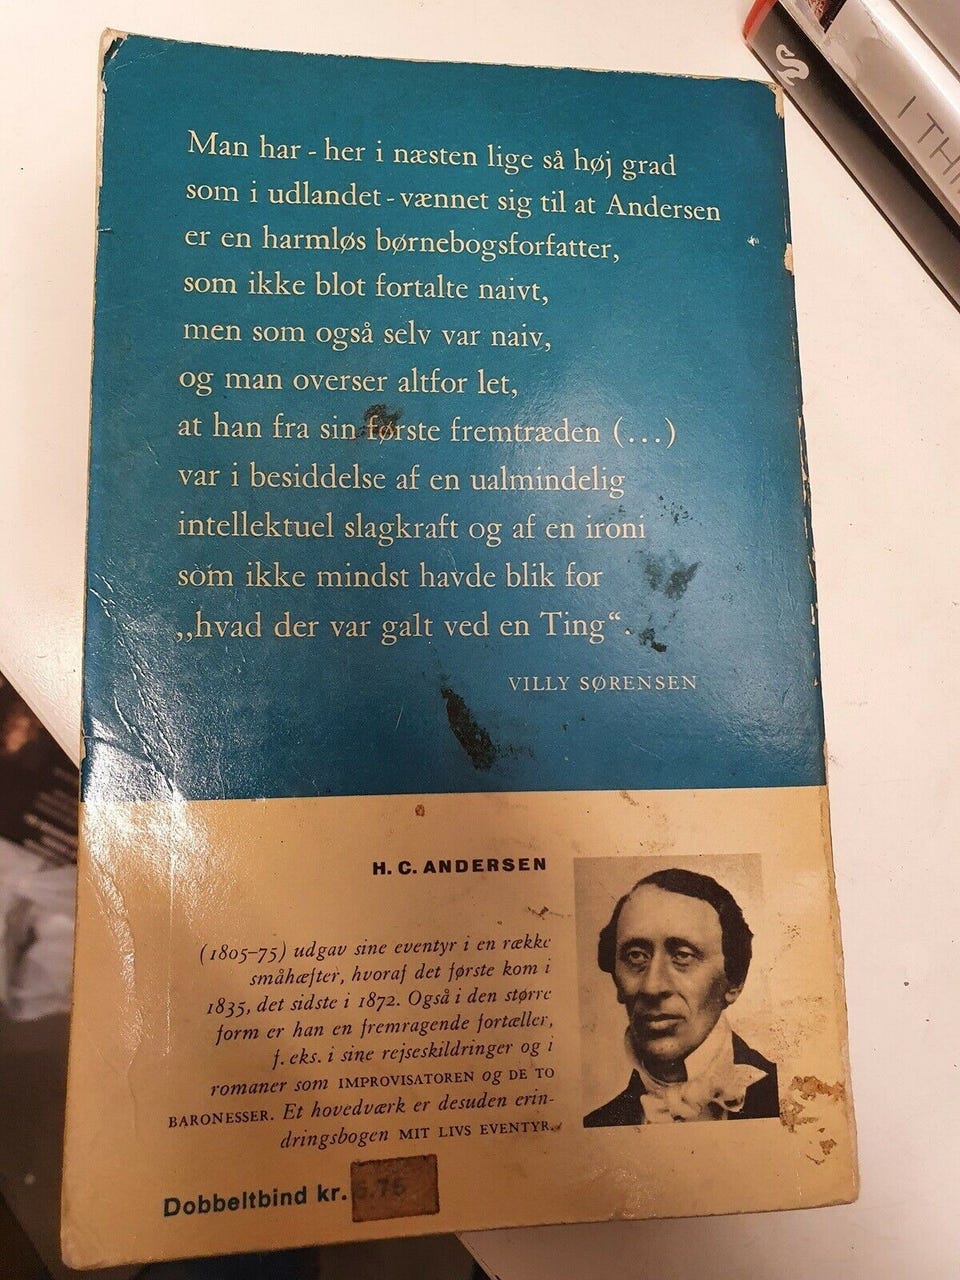 Man har - her i næsten lige så høj grad
som i udlandet - vænnet sig til at Andersen
er en harmløs børnebogsforfatter,
som ikke blot fortalte naivt,
men som også selv var naiv,
og man overser altfor let,
at han fra sin første fremtræden (...)
var i besiddelse af en ualmindelig
intellektuel slagkraft og af en ironi
som ikke mindst havde blik for
„hvad der var galt ved en Ting“.
VILLY SØRENSEN
H. C. ANDERSEN
(1805-75) udgav sine eventyr i en række
småhæfter, hvoraf det første kom i
1835, det sidste i 1872. Også i den større
form er han en fremragende fortæller,
f. eks. i sine rejseskildringer og i
romaner som IMPROVISATOREN og DE TO
BARONESSER. Et hovedværk er desuden erin-
dringsbogen MIT LIVS EVENTYR.
Dobbeltbind kr.
S
I THI